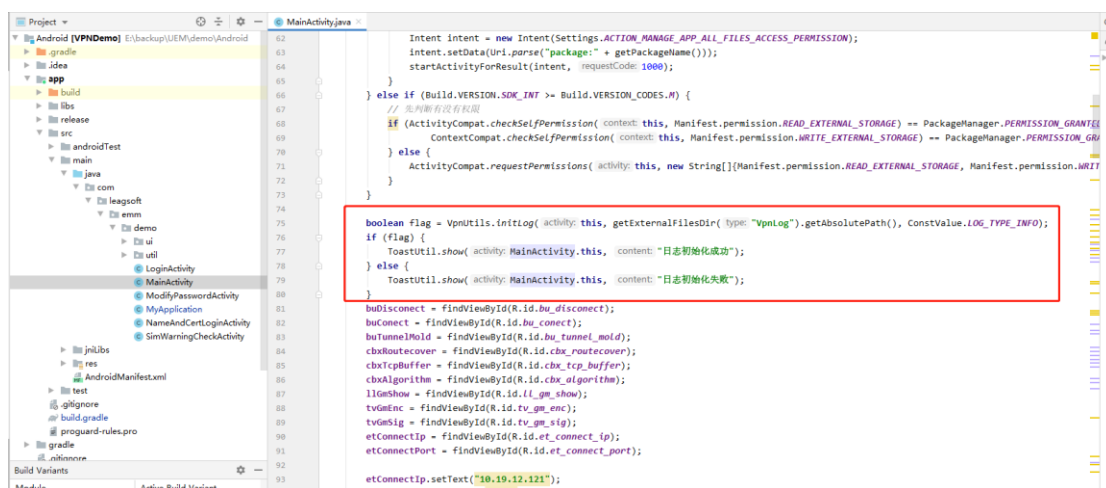 Project
MainActivity.java
Android [VPNDemo] E:\backup\UEM\demo\Android
.gradle
.idea
app
build
libs
release
src
androidTest
main
java
com
leagsoft
emm
demo
ui
util
LoginActivity
MainActivity
ModifyPasswordActivity
MyApplication
NameAndCertLoginActivity
SimWarningCheckActivity
jniLibs
res
AndroidManifest.xml
test
.gitignore
build.gradle
proguard-rules.pro
gradle
.gitignore
Build Variants
Module Active Build Variant
62 Intent intent = new Intent(Settings.ACTION_MANAGE_APP_ALL_FILES_ACCESS_PERMISSION);
63 intent.setData(Uri.parse("package:" + getPackageName()));
64 startActivityForResult(intent, requestCode: 1000);
65 }
66 } else if (Build.VERSION.SDK_INT >= Build.VERSION_CODES.M) {
67 // 先判断有没有权限
68 if (ActivityCompat.checkSelfPermission( context: this, Manifest.permission.READ_EXTERNAL_STORAGE) == PackageManager.PERMISSION_GRANTED
69 ContextCompat.checkSelfPermission( context: this, Manifest.permission.WRITE_EXTERNAL_STORAGE) == PackageManager.PERMISSION_GRA
70 } else {
71 ActivityCompat.requestPermissions( activity: this, new String[]{Manifest.permission.READ_EXTERNAL_STORAGE, Manifest.permission.WRIT
72 }
73 }
74
75 boolean flag = VpnUtils.initLog( activity: this, getExternalFilesDir( type: "VpnLog").getAbsolutePath(), ConstValue.LOG_TYPE_INFO);
76 if (flag) {
77 ToastUtil.show( activity: MainActivity.this, content: "日志初始化成功");
78 } else {
79 ToastUtil.show( activity: MainActivity.this, content: "日志初始化失败");
80 }
81 buDisconect = findViewById(R.id.bu_disconect);
82 buConect = findViewById(R.id.bu_conect);
83 buTunnelMold = findViewById(R.id.bu_tunnel_mold);
84 cbxRoutecover = findViewById(R.id.cbx_routecover);
85 cbxTcpBuffer = findViewById(R.id.cbx_tcp_buffer);
86 cbxAlgorithm = findViewById(R.id.cbx_algorithm);
87 llGmShow = findViewById(R.id.ll_gm_show);
88 tvGmEnc = findViewById(R.id.tv_gm_enc);
89 tvGmSig = findViewById(R.id.tv_gm_sig);
90 etConnectIp = findViewById(R.id.et_connect_ip);
91 etConnectPort = findViewById(R.id.et_connect_port);
92
93 etConnectIp.setText("10.19.12.121");